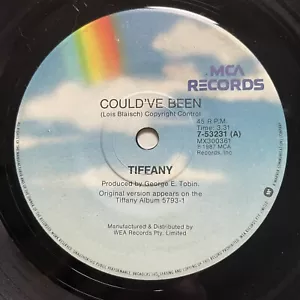 MCA
RECORDS
COULD'VE BEEN
(Lois Blaisch) Copyright Control
45 R.P.M.
Time: 3.31
7-53231 (A)
MX300361
℗ 1987 MCA
Records, Inc.
TIFFANY
Produced by George E. Tobin.
Original version appears on the
Tiffany Album 5793-1
Manufactured & Distributed by
WEA Records Pty. Limited